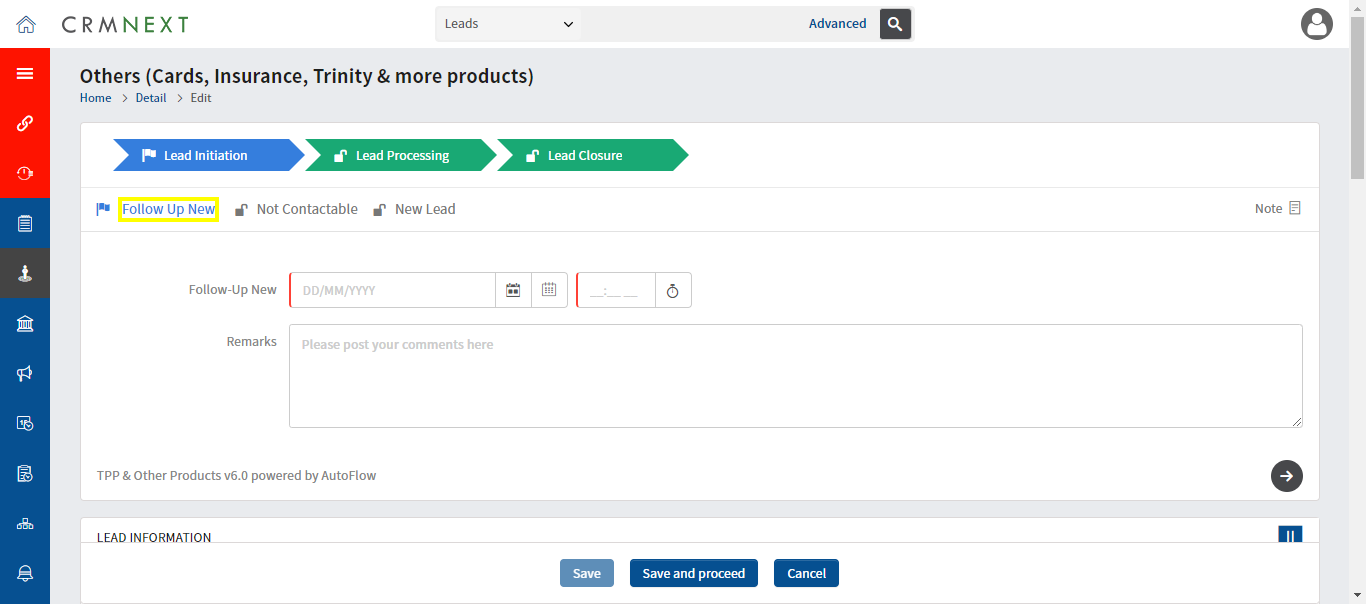 CRMNEXT
Leads
Advanced
Others (Cards, Insurance, Trinity & more products)
Home > Detail > Edit
Lead Initiation
Lead Processing
Lead Closure
Follow Up New
Not Contactable
New Lead
Note
Follow-Up New
DD/MM/YYYY
__:__ __
Remarks
Please post your comments here
TPP & Other Products v6.0 powered by AutoFlow
LEAD INFORMATION
Save
Save and proceed
Cancel